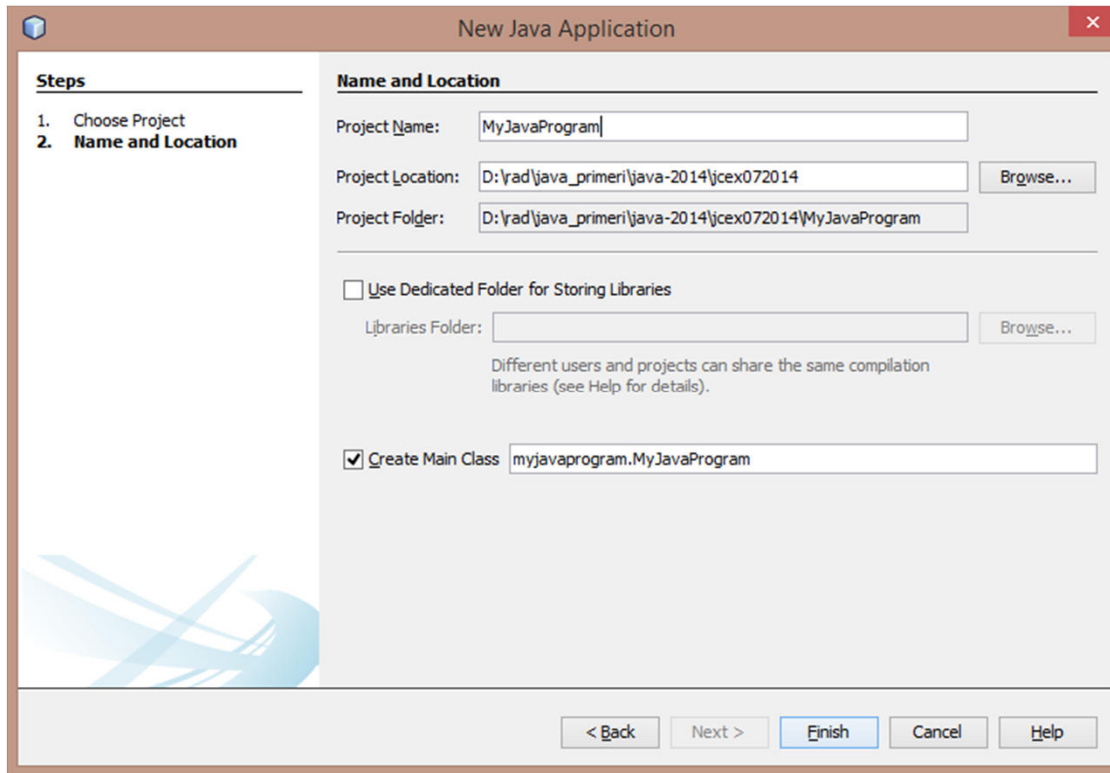 New Java Application
Steps
1. Choose Project
2. Name and Location
Name and Location
Project Name: MyJavaProgram
Project Location: D:\rad\java_primeri\java-2014\jcex072014 Browse...
Project Folder: D:\rad\java_primeri\java-2014\jcex072014\MyJavaProgram
Use Dedicated Folder for Storing Libraries
Libraries Folder: Browse...
Different users and projects can share the same compilation
libraries (see Help for details).
Create Main Class myjavaprogram.MyJavaProgram
< Back Next > Finish Cancel Help